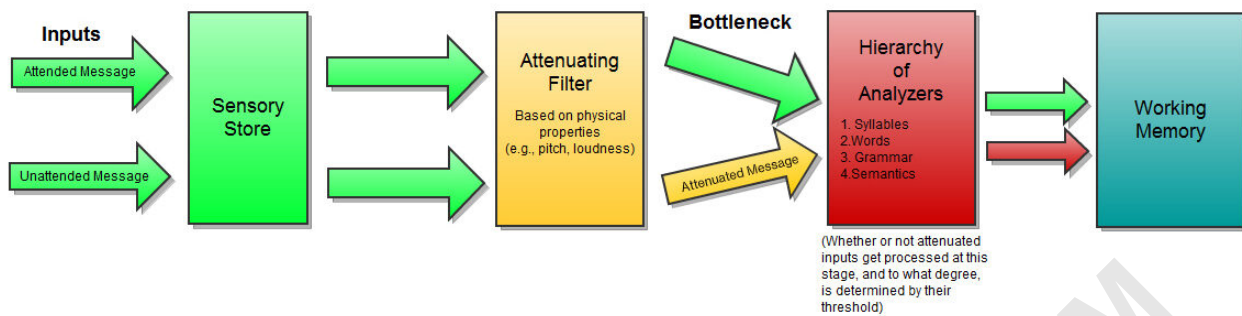 Inputs
Attended Message
Unattended Message
Sensory
Store
Attenuating
Filter
Based on physical
properties
(e.g., pitch, loudness)
Bottleneck
Attenuated Message
Hierarchy
of
Analyzers
1. Syllables
2.Words
3. Grammar
4.Semantics
(Whether or not attenuated
inputs get processed at this
stage, and to what degree,
is determined by their
threshold)
Working
Memory
M